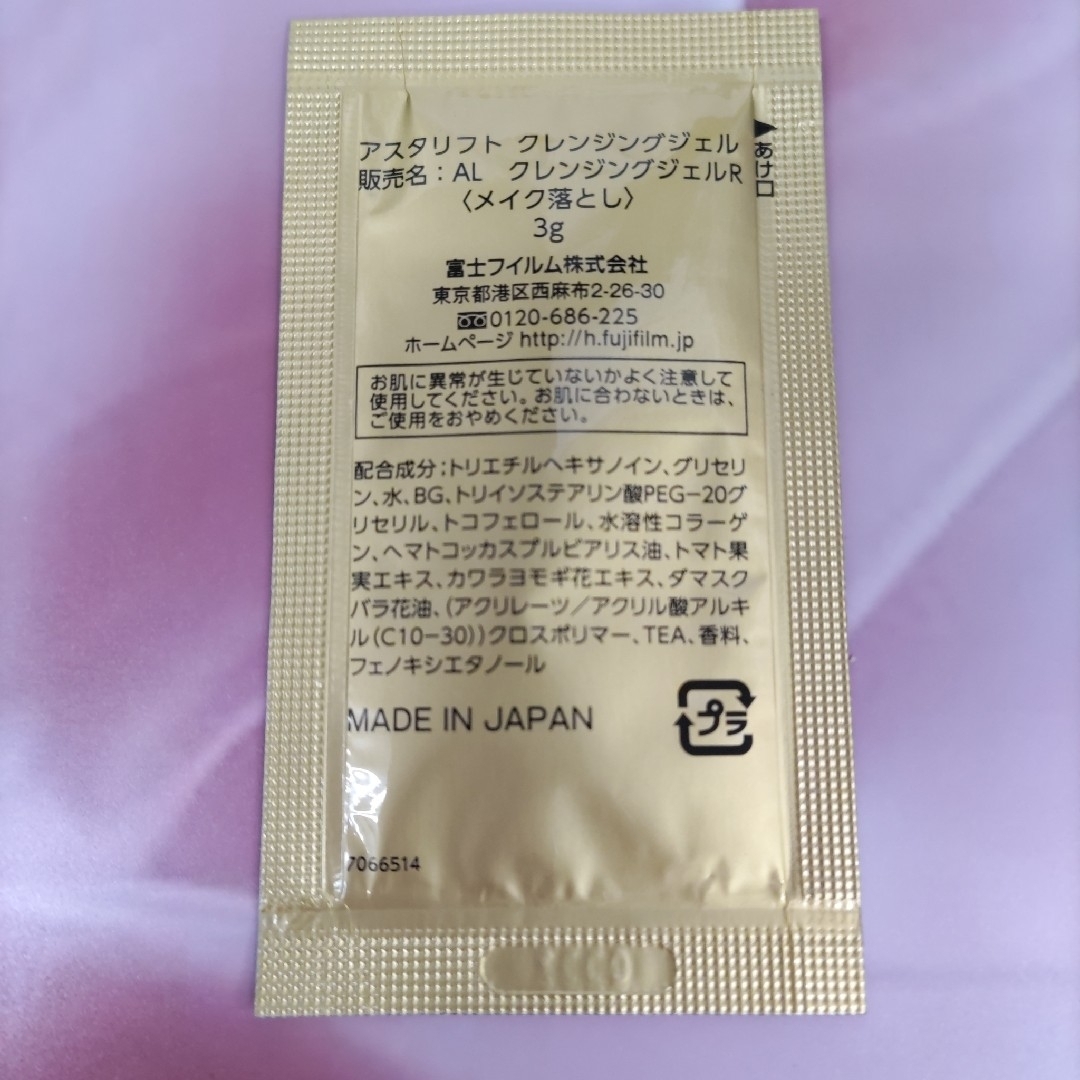 アスタリフト クレンジングジェル
販売名：AL クレンジングジェルR
〈メイク落とし〉
3g
あけ口
富士フイルム株式会社
東京都港区西麻布2-26-30
0120-686-225
ホームページ http://h.fujifilm.jp
お肌に異常が生じていないかよく注意して
使用してください。お肌に合わないときは、
ご使用をおやめください。
配合成分：トリエチルヘキサノイン、グリセリ
ン、水、BG、トリイソステアリン酸PEG−20グ
リセリル、トコフェロール、水溶性コラーゲ
ン、ヘマトコッカスプルビアリス油、トマト果
実エキス、カワラヨモギ花エキス、ダマスク
バラ花油、（アクリレーツ／アクリル酸アルキ
ル（C10−30））クロスポリマー、TEA、香料、
フェノキシエタノール
MADE IN JAPAN
プラ
7066514